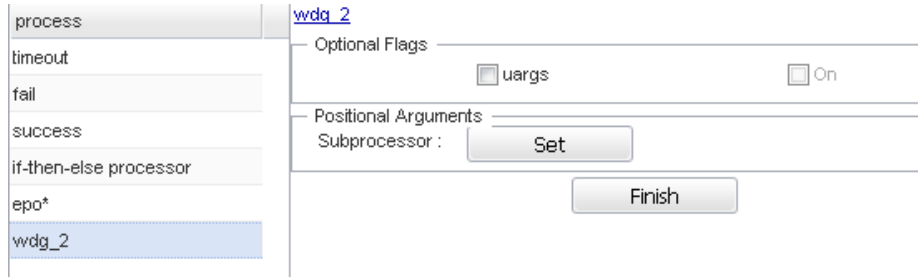 process
timeout
fail
success
if-then-else processor
epo*
wdg_2
wdg_2
Optional Flags
uargs
On
Positional Arguments
Subprocessor :
Set
Finish